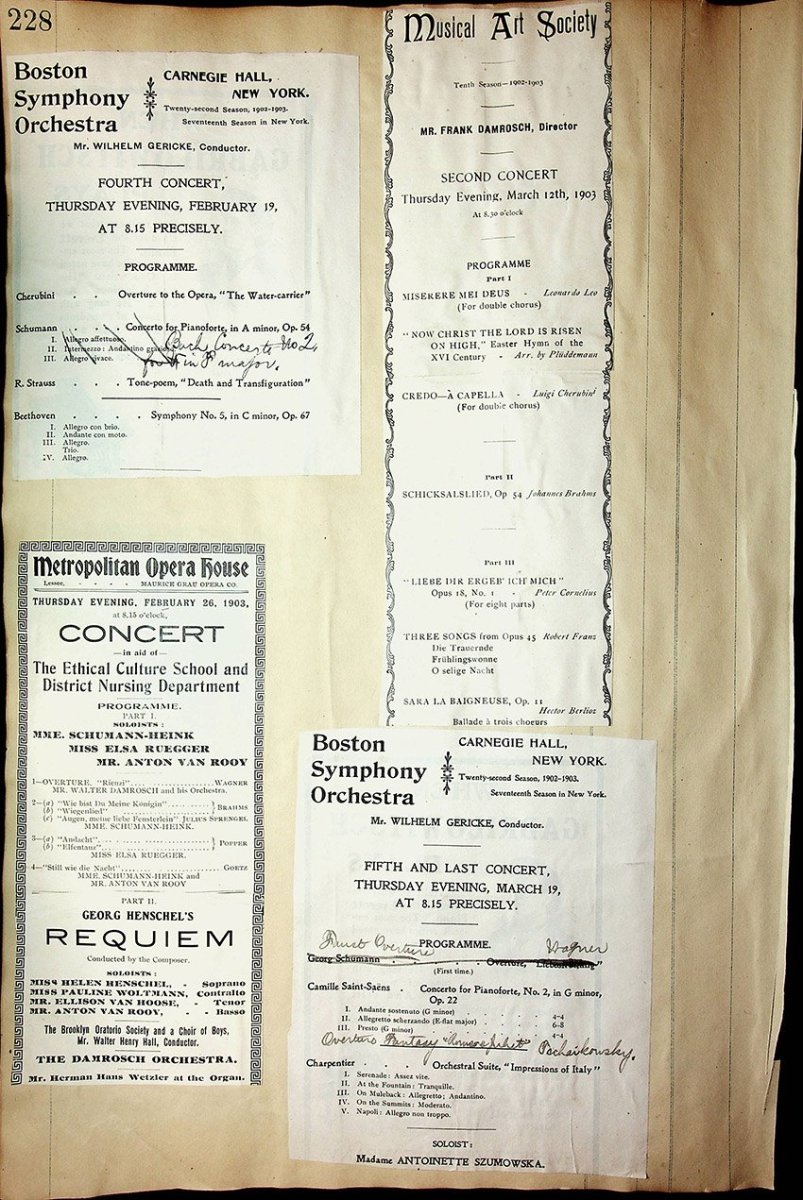 228
Boston
Symphony
Orchestra
CARNEGIE HALL,
NEW YORK.
Twenty-second Season, 1902-1903.
Seventeenth Season in New York.
Mr. WILHELM GERICKE, Conductor.
FOURTH CONCERT,
THURSDAY EVENING, FEBRUARY 19,
AT 8.15 PRECISELY.
PROGRAMME.
Cherubini . . Overture to the Opera, "The Water-carrier"
Schumann . . . Concerto for Pianoforte, in A minor, Op. 54
I. Allegro affettuoso.
II. Intermezzo: Andantino grazioso
III. Allegro vivace.
Bach Concerto No 2,
in F major.
R. Strauss . . . Tone-poem, "Death and Transfiguration"
Beethoven . . . . Symphony No. 5, in C minor, Op. 67
I. Allegro con brio.
II. Andante con moto.
III. Allegro.
Trio.
IV. Allegro.
Musical Art Society
Tenth Season—1902-1903
MR. FRANK DAMROSCH, Director
SECOND CONCERT
Thursday Evening, March 12th, 1903
At 8.30 o'clock
PROGRAMME
Part I
MISERERE MEI DEUS - Leonardo Leo
(For double chorus)
"NOW CHRIST THE LORD IS RISEN
ON HIGH," Easter Hymn of the
XVI Century - Arr. by Plüddemann
CREDO—À CAPELLA - Luigi Cherubini
(For double chorus)
Part II
SCHICKSALSLIED, Op 54 Johannes Brahms
Part III
"LIEBE DIR ERGEB' ICH MICH"
Opus 18, No. 1 - Peter Cornelius
(For eight parts)
THREE SONGS from Opus 45 Robert Franz
Die Trauernde
Frühlingswonne
O selige Nacht
SARA LA BAIGNEUSE, Op. 11
Hector Berlioz
Ballade à trois choeurs
Metropolitan Opera House
Lessee, . . . . MAURICE GRAU OPERA CO.
THURSDAY EVENING, FEBRUARY 26, 1903,
at 8.15 o'clock,
CONCERT
—in aid of—
The Ethical Culture School and
District Nursing Department
PROGRAMME.
PART I.
SOLOISTS:
MME. SCHUMANN-HEINK
MISS ELSA RUEGGER
MR. ANTON VAN ROOY
1—OVERTURE, "Rienzi" WAGNER
MR. WALTER DAMROSCH and his Orchestra.
2—(a) "Wie bist Du Meine Königin" } BRAHMS
(b) "Wiegenlied"
(c) "Augen, meine liebe Fensterlein" JULIUS SPRENGEL
MME. SCHUMANN-HEINK.
3—(a) "Andacht" } POPPER
(b) "Elfentanz"
MISS ELSA RUEGGER.
4—"Still wie die Nacht" GOETZ
MME. SCHUMANN-HEINK and
MR. ANTON VAN ROOY
PART II.
GEORG HENSCHEL'S
REQUIEM
Conducted by the Composer.
SOLOISTS:
MISS HELEN HENSCHEL, - Soprano
MISS PAULINE WOLTMANN, Contralto
MR. ELLISON VAN HOOSE, - Tenor
MR. ANTON VAN ROOY, - - Basso
The Brooklyn Oratorio Society and a Choir of Boys,
Mr. Walter Henry Hall, Conductor.
THE DAMROSCH ORCHESTRA.
Mr. Herman Hans Wetzler at the Organ.
Boston
Symphony
Orchestra
CARNEGIE HALL,
NEW YORK.
Twenty-second Season, 1902-1903.
Seventeenth Season in New York.
Mr. WILHELM GERICKE, Conductor.
FIFTH AND LAST CONCERT,
THURSDAY EVENING, MARCH 19,
AT 8.15 PRECISELY.
PROGRAMME.
Faust Overture Wagner
Georg Schumann . . . Overture,
(First time.)
Camille Saint-Saëns . Concerto for Pianoforte, No. 2, in G minor,
Op. 22
I. Andante sostenuto (G minor) . . . . 4-4
II. Allegretto scherzando (E-flat major) . . . . 6-8
III. Presto (G minor) . . . . 4-4
Overture Fantasy Tschaikowsky.
Charpentier . . . Orchestral Suite, "Impressions of Italy"
I. Serenade: Assez vite.
II. At the Fountain: Tranquille.
III. On Muleback: Allegretto; Andantino.
IV. On the Summits: Moderato.
V. Napoli: Allegro non troppo.
SOLOIST:
Madame ANTOINETTE SZUMOWSKA.